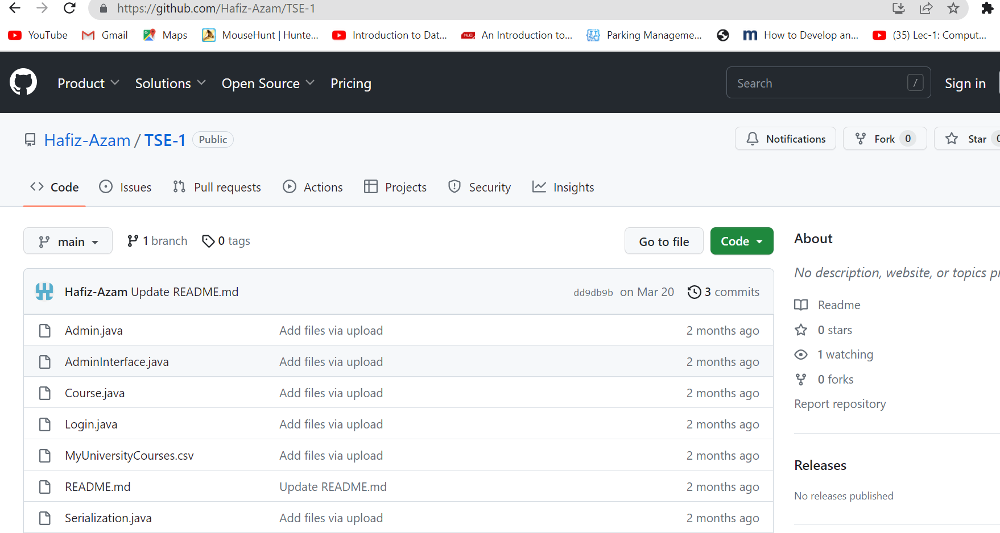 https://github.com/Hafiz-Azam/TSE-1
YouTube Gmail Maps MouseHunt | Hunte... Introduction to Dat... HUD An Introduction to... Parking Manageme... How to Develop an... (35) Lec-1: Comput...
Product Solutions Open Source Pricing Search / Sign in
Hafiz-Azam / TSE-1 Public Notifications Fork 0 Star 0
Code Issues Pull requests Actions Projects Security Insights
main 1 branch 0 tags Go to file Code
About
No description, website, or topics pr
Hafiz-Azam Update README.md dd9db9b on Mar 20 3 commits
Readme
Admin.java Add files via upload 2 months ago
0 stars
AdminInterface.java Add files via upload 2 months ago
1 watching
0 forks
Course.java Add files via upload 2 months ago
Report repository
Login.java Add files via upload 2 months ago
MyUniversityCourses.csv Add files via upload 2 months ago
Releases
README.md Update README.md 2 months ago
No releases published
Serialization.java Add files via upload 2 months ago